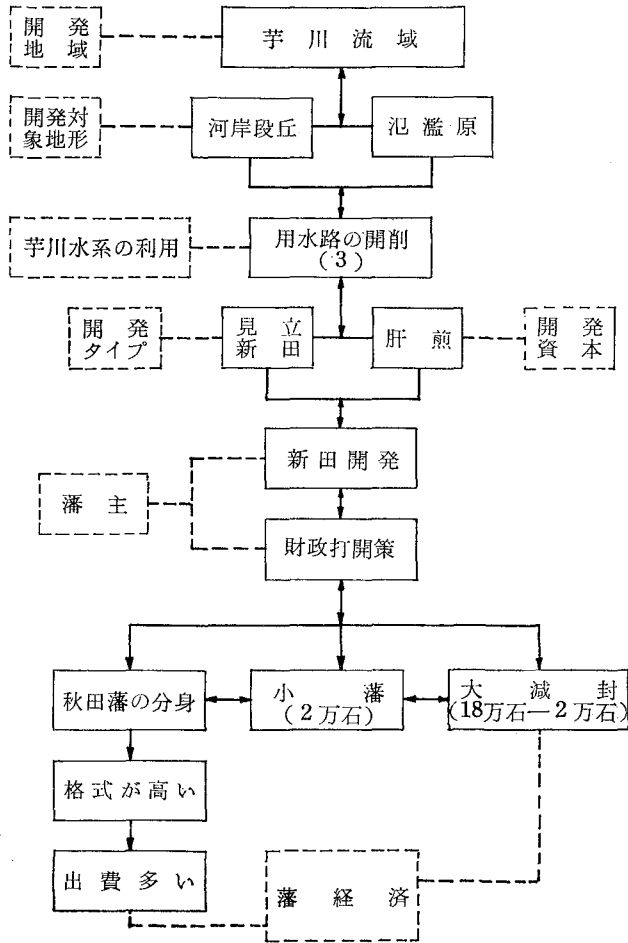 開発
地域
芋川流域
開発対
象地形
河岸段丘
氾濫原
芋川水系の利用
用水路の開削
(3)
開発
タイプ
見立
新田
肝煎
開発
資本
新田開発
藩主
財政打開策
秋田藩の分身
小藩
(2万石)
大減封
(18万石―2万石)
格式が高い
出費多い
藩経済